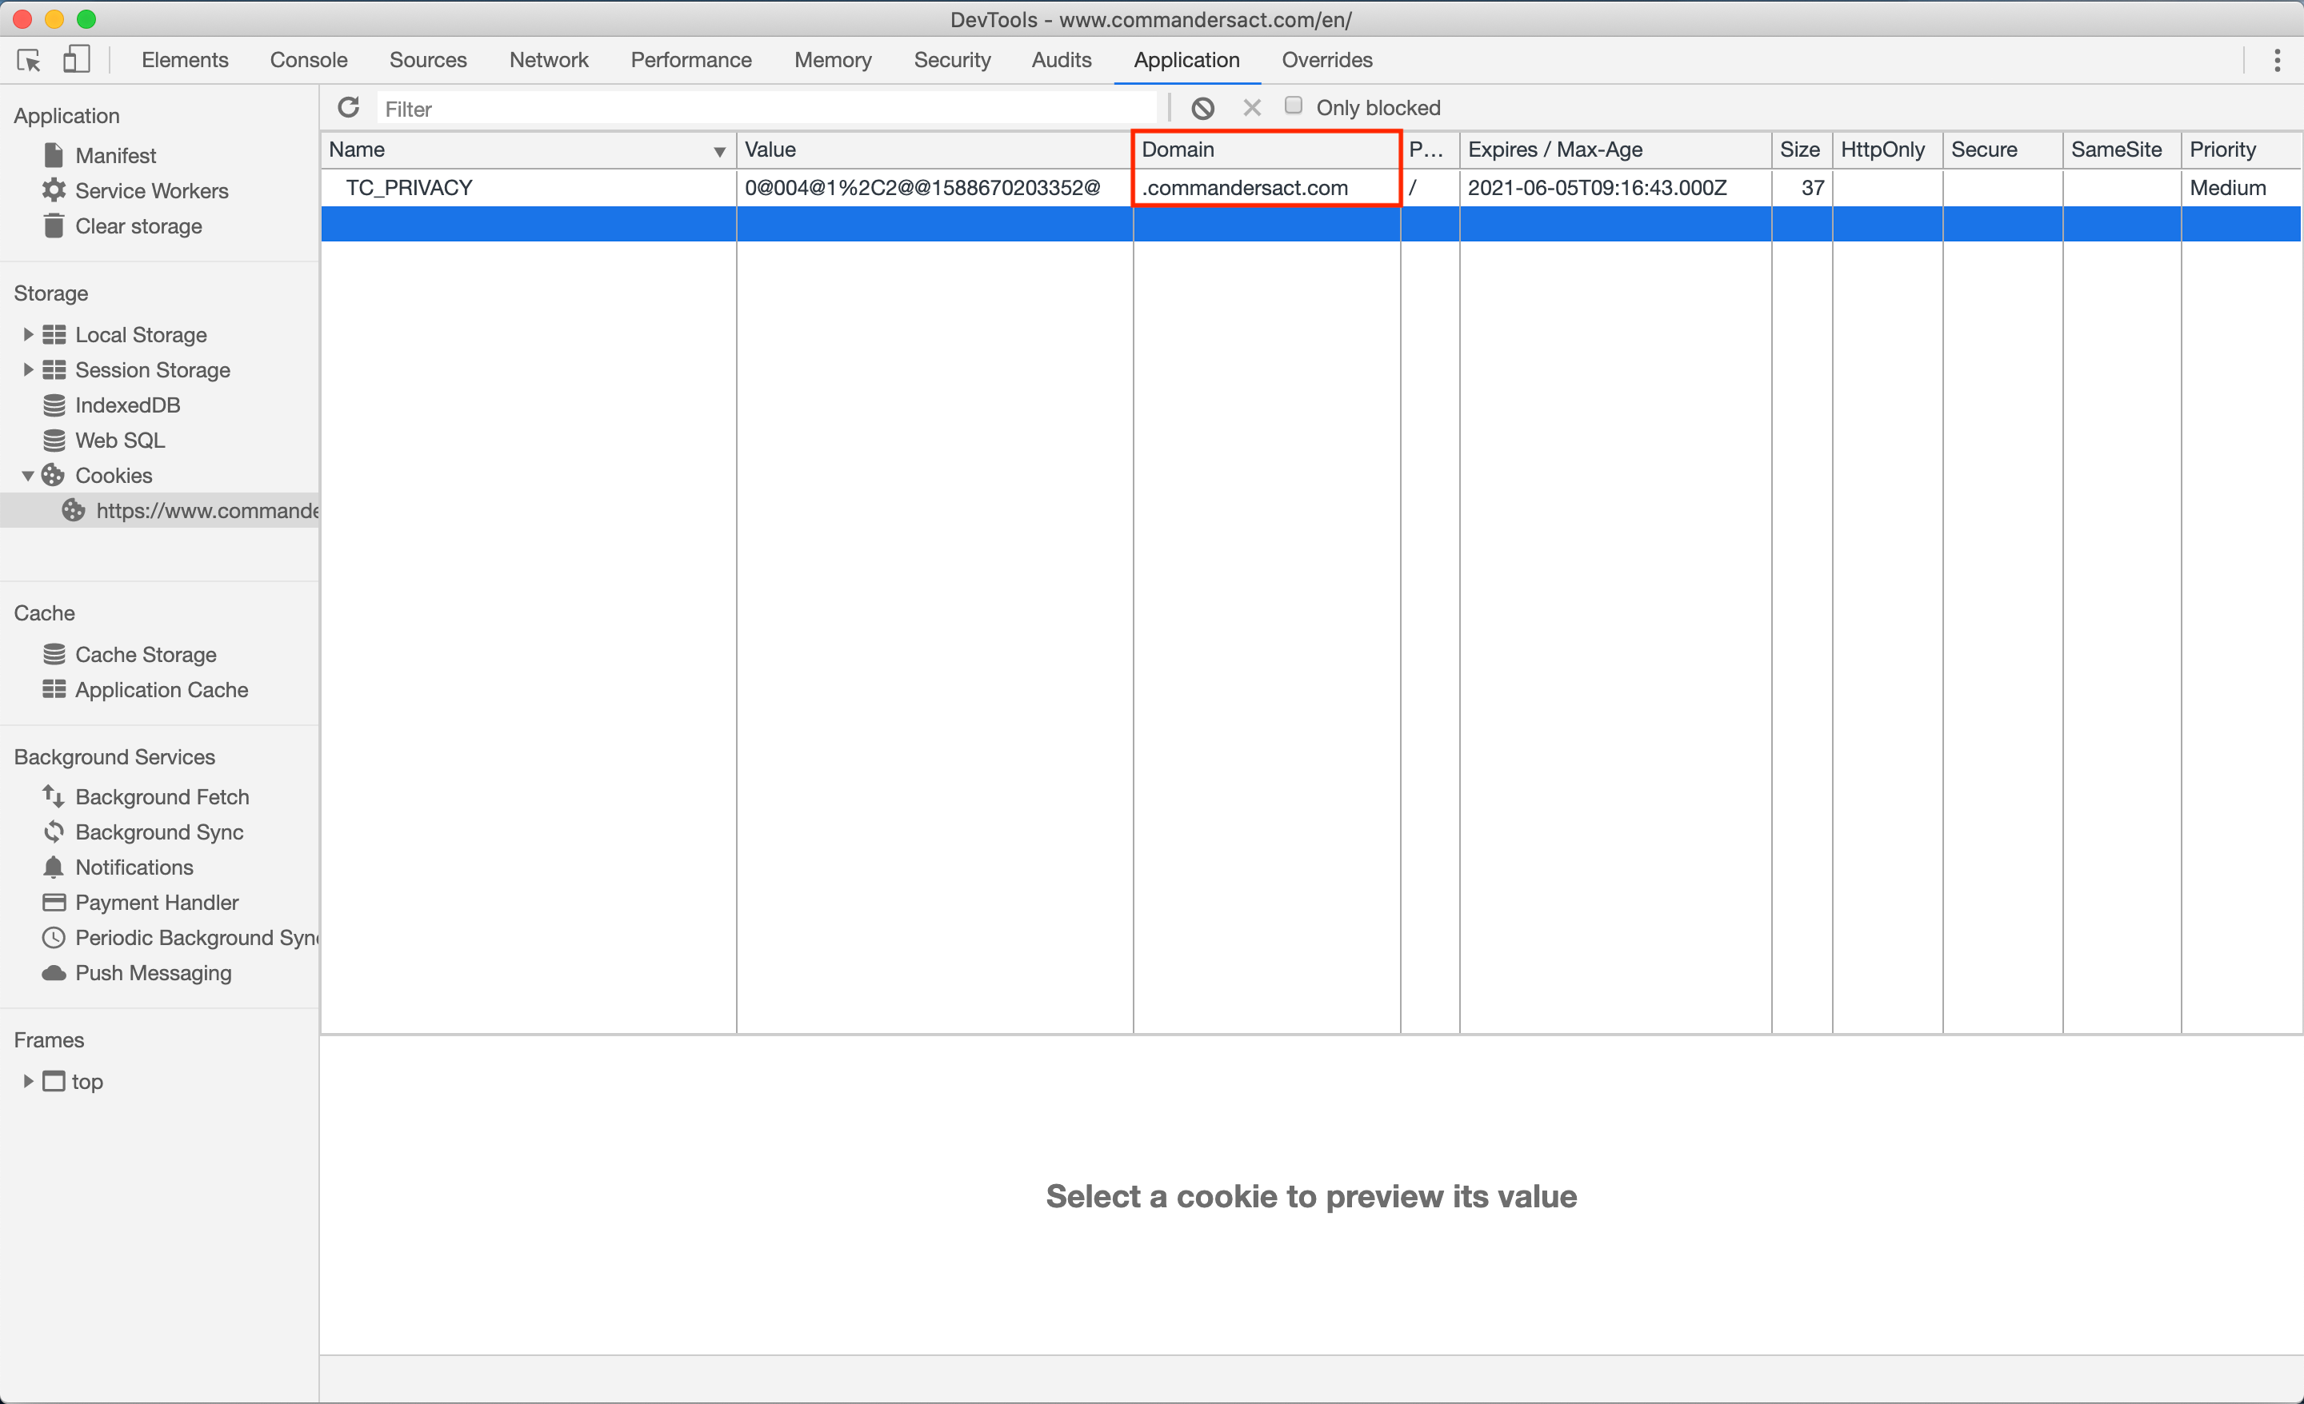 DevTools - www.commandersact.com/en/
Elements Console Sources Network Performance Memory Security Audits Application Overrides
Filter Only blocked
Name Value Domain P... Expires / Max-Age Size HttpOnly Secure SameSite Priority
TC_PRIVACY 0@004@1%2C2@@1588670203352@ .commandersact.com / 2021-06-05T09:16:43.000Z 37 Medium
Application
Manifest
Service Workers
Clear storage
Storage
Local Storage
Session Storage
IndexedDB
Web SQL
Cookies
https://www.commande
Cache
Cache Storage
Application Cache
Background Services
Background Fetch
Background Sync
Notifications
Payment Handler
Periodic Background Syn
Push Messaging
Frames
top
Select a cookie to preview its value